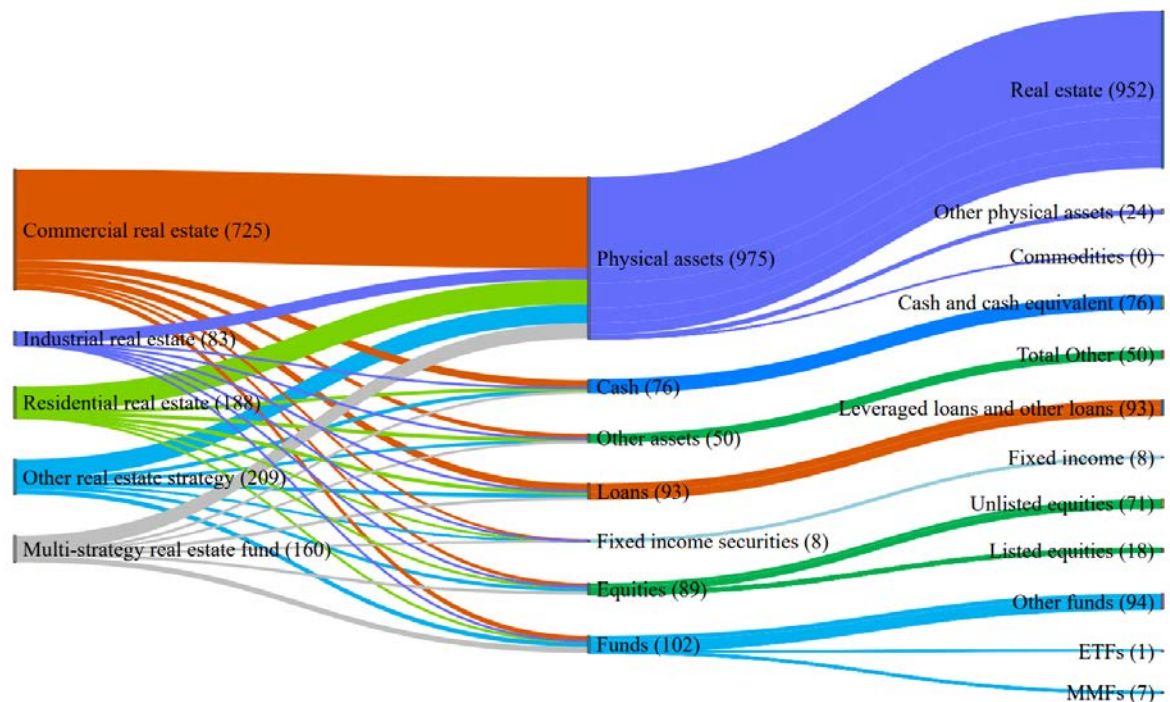 Commercial real estate (725)
Industrial real estate (83)
Residential real estate (188)
Other real estate strategy (209)
Multi-strategy real estate fund (160)
Physical assets (975)
Cash (76)
Other assets (50)
Loans (93)
Fixed income securities (8)
Equities (89)
Funds (102)
Real estate (952)
Other physical assets (24)
Commodities (0)
Cash and cash equivalent (76)
Total Other (50)
Leveraged loans and other loans (93)
Fixed income (8)
Unlisted equities (71)
Listed equities (18)
Other funds (94)
ETFs (1)
MMFs (7)